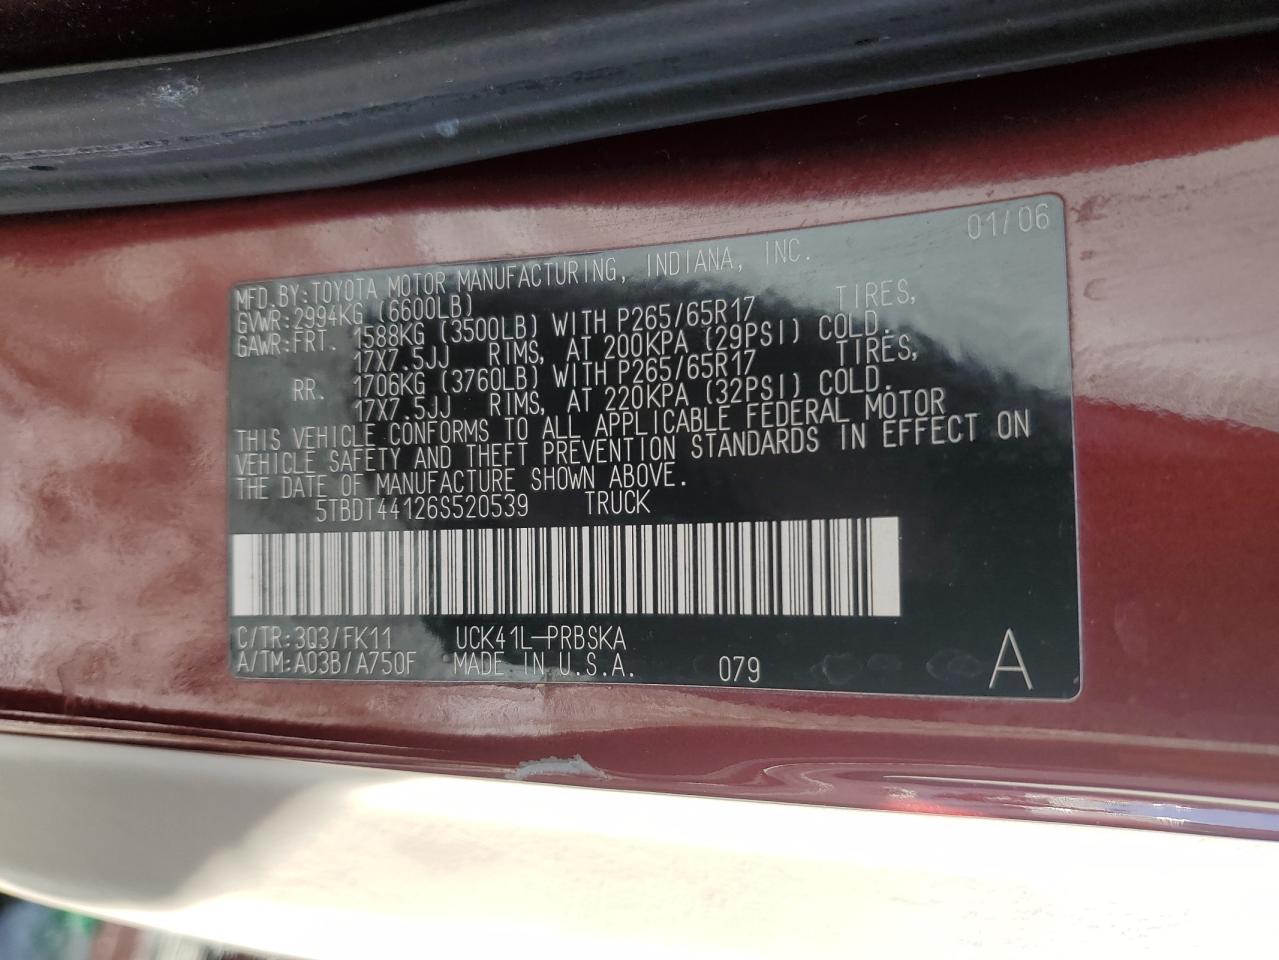 01/06
MFD.BY:TOYOTA MOTOR MANUFACTURING, INDIANA, INC.
GVWR:2994KG (6600LB)
GAWR:FRT. 1588KG (3500LB) WITH P265/65R17 TIRES,
17X7.5JJ RIMS, AT 200KPA (29PSI) COLD.
RR. 1706KG (3760LB) WITH P265/65R17 TIRES,
17X7.5JJ RIMS, AT 220KPA (32PSI) COLD.
THIS VEHICLE CONFORMS TO ALL APPLICABLE FEDERAL MOTOR
VEHICLE SAFETY AND THEFT PREVENTION STANDARDS IN EFFECT ON
THE DATE OF MANUFACTURE SHOWN ABOVE.
5TBDT44126S520539 TRUCK
C/TR:3Q3/FK11 UCK41L-PRBSKA
A/TM:A03B/A750F MADE IN U.S.A. 079 A